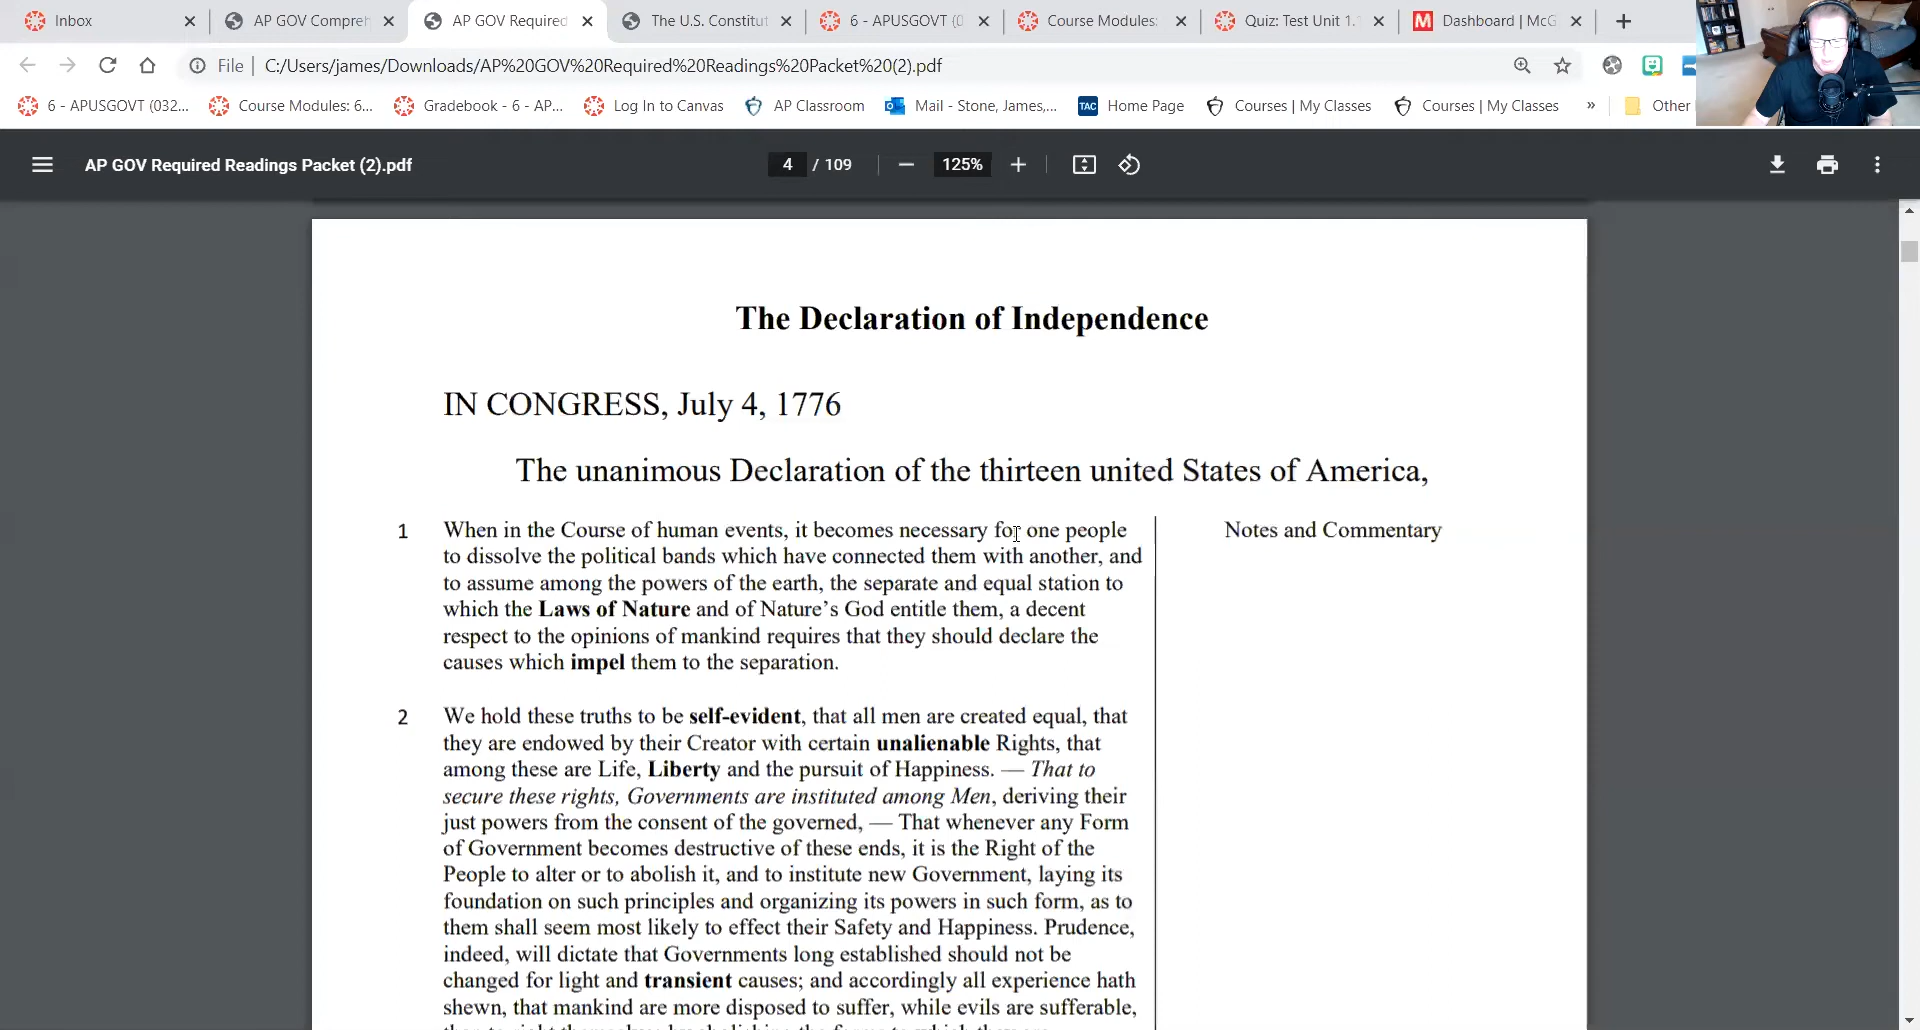 Inbox
AP GOV Compreh
AP GOV Required
The U.S. Constitut
6 - APUSGOVT (0
Course Modules:
Quiz: Test Unit 1.
Dashboard | McG
File
C:/Users/james/Downloads/AP%20GOV%20Required%20Readings%20Packet%20(2).pdf
6 - APUSGOVT (032...
Course Modules: 6...
Gradebook - 6 - AP...
Log In to Canvas
AP Classroom
Mail - Stone, James,...
TAC
Home Page
Courses | My Classes
Courses | My Classes
»
Other
AP GOV Required Readings Packet (2).pdf
4 / 109
125%
The Declaration of Independence
IN CONGRESS, July 4, 1776
The unanimous Declaration of the thirteen united States of America,
1 When in the Course of human events, it becomes necessary for one people
Notes and Commentary
to dissolve the political bands which have connected them with another, and
to assume among the powers of the earth, the separate and equal station to
which the Laws of Nature and of Nature's God entitle them, a decent
respect to the opinions of mankind requires that they should declare the
causes which impel them to the separation.
2 We hold these truths to be self-evident, that all men are created equal, that
they are endowed by their Creator with certain unalienable Rights, that
among these are Life, Liberty and the pursuit of Happiness. — That to
secure these rights, Governments are instituted among Men, deriving their
just powers from the consent of the governed, — That whenever any Form
of Government becomes destructive of these ends, it is the Right of the
People to alter or to abolish it, and to institute new Government, laying its
foundation on such principles and organizing its powers in such form, as to
them shall seem most likely to effect their Safety and Happiness. Prudence,
indeed, will dictate that Governments long established should not be
changed for light and transient causes; and accordingly all experience hath
shewn, that mankind are more disposed to suffer, while evils are sufferable,